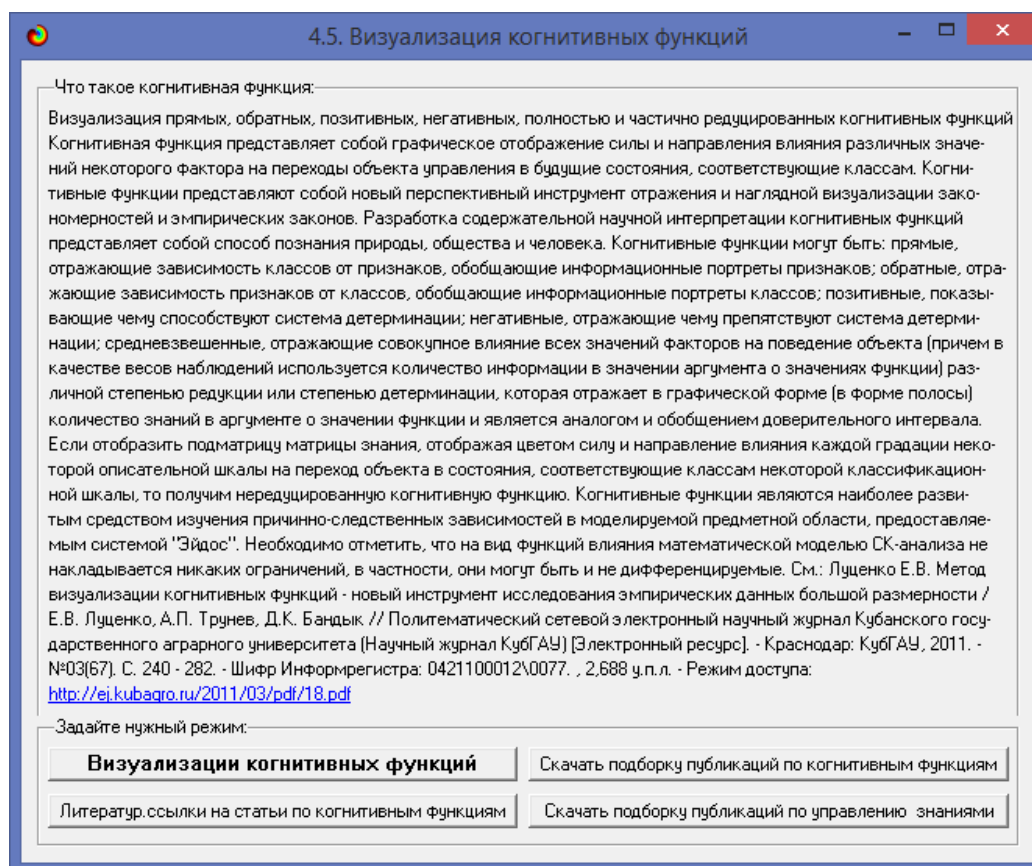 4.5. Визуализация когнитивных функций
Что такое когнитивная функция:
Визуализация прямых, обратных, позитивных, негативных, полностью и частично редуцированных когнитивных функций
Когнитивная функция представляет собой графическое отображение силы и направления влияния различных значе-
ний некоторого фактора на переходы объекта управления в будущие состояния, соответствующие классам. Когни-
тивные функции представляют собой новый перспективный инструмент отражения и наглядной визуализации зако-
номерностей и эмпирических законов. Разработка содержательной научной интерпретации когнитивных функций
представляет собой способ познания природы, общества и человека. Когнитивные функции могут быть: прямые,
отражающие зависимость классов от признаков, обобщающие информационные портреты признаков; обратные, отра-
жающие зависимость признаков от классов, обобщающие информационные портреты классов; позитивные, показы-
вающие чему способствуют система детерминации; негативные, отражающие чему препятствуют система детерми-
нации; средневзвешенные, отражающие совокупное влияние всех значений факторов на поведение объекта (причем в
качестве весов наблюдений используется количество информации в значении аргумента о значениях функции) раз-
личной степенью редукции или степенью детерминации, которая отражает в графической форме (в форме полосы)
количество знаний в аргументе о значении функции и является аналогом и обобщением доверительного интервала.
Если отобразить подматрицу матрицы знания, отображая цветом силу и направление влияния каждой градации неко-
торой описательной шкалы на переход объекта в состояния, соответствующие классам некоторой классификацион-
ной шкалы, то получим нередуцированную когнитивную функцию. Когнитивные функции являются наиболее разви-
тым средством изучения причинно-следственных зависимостей в моделируемой предметной области, предоставляе-
мым системой "Эйдос". Необходимо отметить, что на вид функций влияния математической моделью СК-анализа не
накладывается никаких ограничений, в частности, они могут быть и не дифференцируемые. См.: Луценко Е.В. Метод
визуализации когнитивных функций - новый инструмент исследования эмпирических данных большой размерности /
Е.В. Луценко, А.П. Трунев, Д.К. Бандык // Политематический сетевой электронный научный журнал Кубанского госу-
дарственного аграрного университета (Научный журнал КубГАУ) [Электронный ресурс]. - Краснодар: КубГАУ, 2011. -
№03(67). С. 240 - 282. - Шифр Информрегистра: 0421100012\0077. , 2,688 у.п.л. - Режим доступа:
http://ej.kubagro.ru/2011/03/pdf/18.pdf
Задайте нужный режим:
Визуализации когнитивных функций
Скачать подборку публикаций по когнитивным функциям
Литератур.ссылки на статьи по когнитивным функциям
Скачать подборку публикаций по управлению знаниями